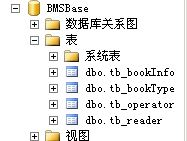 BMSBase
数据库关系图
表
系统表
dbo.tb_bookInfo
dbo.tb_bookType
dbo.tb_operator
dbo.tb_reader
视图